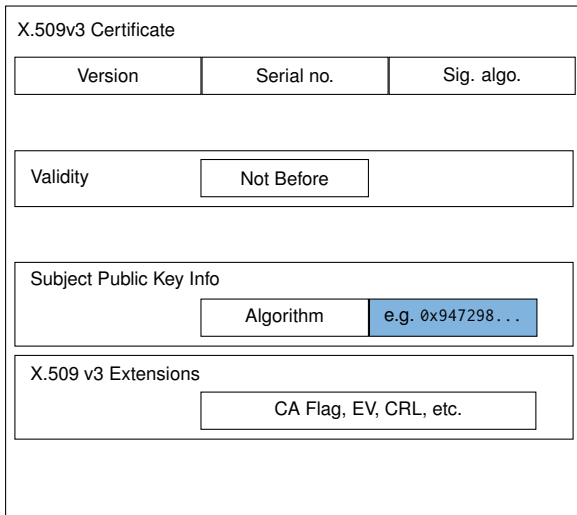 X.509v3 Certificate
Version Serial no. Sig. algo.
Validity Not Before
Subject Public Key Info
Algorithm e.g. 0x947298...
X.509 v3 Extensions
CA Flag, EV, CRL, etc.